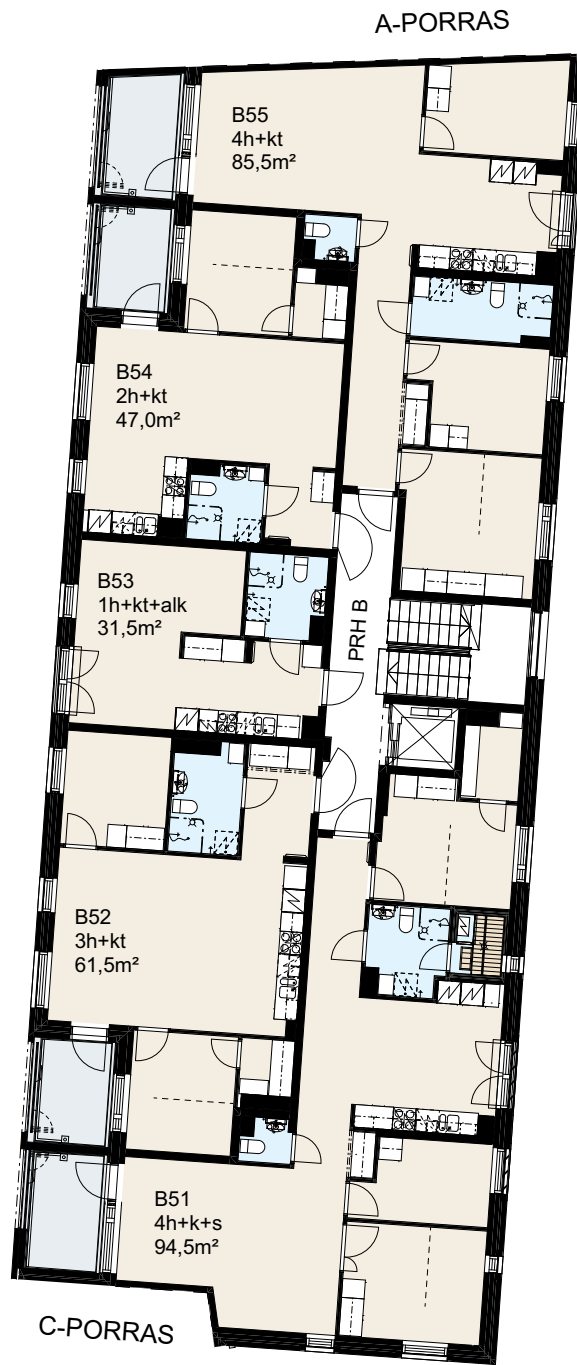 A-PORRAS
B55
4h+kt
85,5m²
B54
2h+kt
47,0m²
B53
1h+kt+alk
31,5m²
PRH B
B52
3h+kt
61,5m²
B51
4h+k+s
94,5m²
C-PORRAS